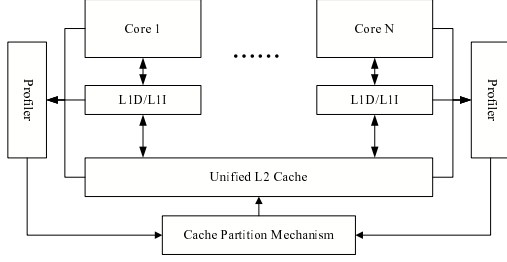 Core 1
......
Core N
Profiler
L1D/L1I
L1D/L1I
Profiler
Unified L2 Cache
Cache Partition Mechanism